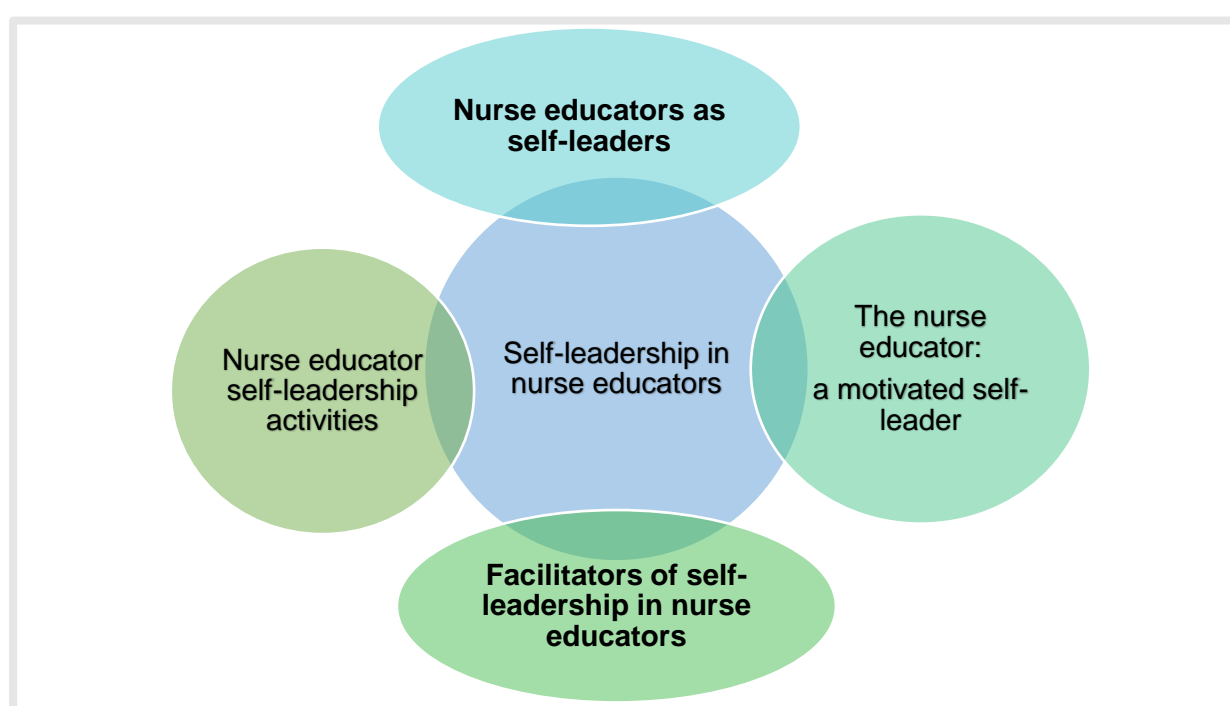 Nurse educators as
self-leaders
Nurse educator
self-leadership
activities
Self-leadership in
nurse educators
The nurse
educator:
a motivated self-
leader
Facilitators of self-
leadership in nurse
educators